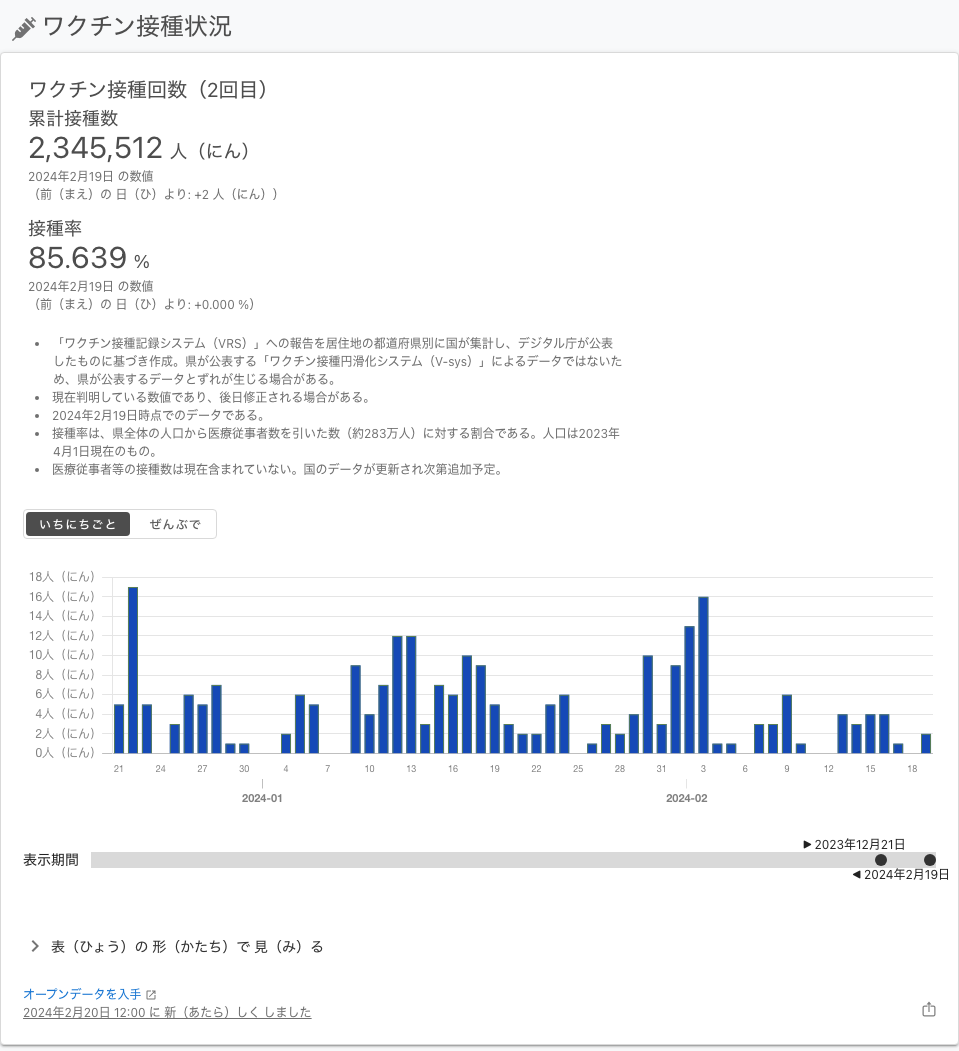 ワクチン接種状況
ワクチン接種回数（2回目）
累計接種数
2,345,512 人（にん）
2024年2月19日 の数値
（前（まえ）の 日（ひ）より: +2 人（にん））
接種率
85.639 %
2024年2月19日 の数値
（前（まえ）の 日（ひ）より: +0.000 %）
• 「ワクチン接種記録システム（VRS）」への報告を居住地の都道府県別に国が集計し、デジタル庁が公表
したものに基づき作成。県が公表する「ワクチン接種円滑化システム（V-sys）」によるデータではないた
め、県が公表するデータとずれが生じる場合がある。
• 現在判明している数値であり、後日修正される場合がある。
• 2024年2月19日時点でのデータである。
• 接種率は、県全体の人口から医療従事者数を引いた数（約283万人）に対する割合である。人口は2023年
4月1日現在のもの。
• 医療従事者等の接種数は現在含まれていない。国のデータが更新され次第追加予定。
いちにちごと ぜんぶで
18人（にん）
16人（にん）
14人（にん）
12人（にん）
10人（にん）
8人（にん）
6人（にん）
4人（にん）
2人（にん）
0人（にん）
21 24 27 30 4 7 10 13 16 19 22 25 28 31 3 6 9 12 15 18
2024-01 2024-02
▶ 2023年12月21日
表示期間
◀ 2024年2月19日
表（ひょう）の 形（かたち）で 見（み）る
オープンデータを入手
2024年2月20日 12:00 に 新（あたら）しく しました